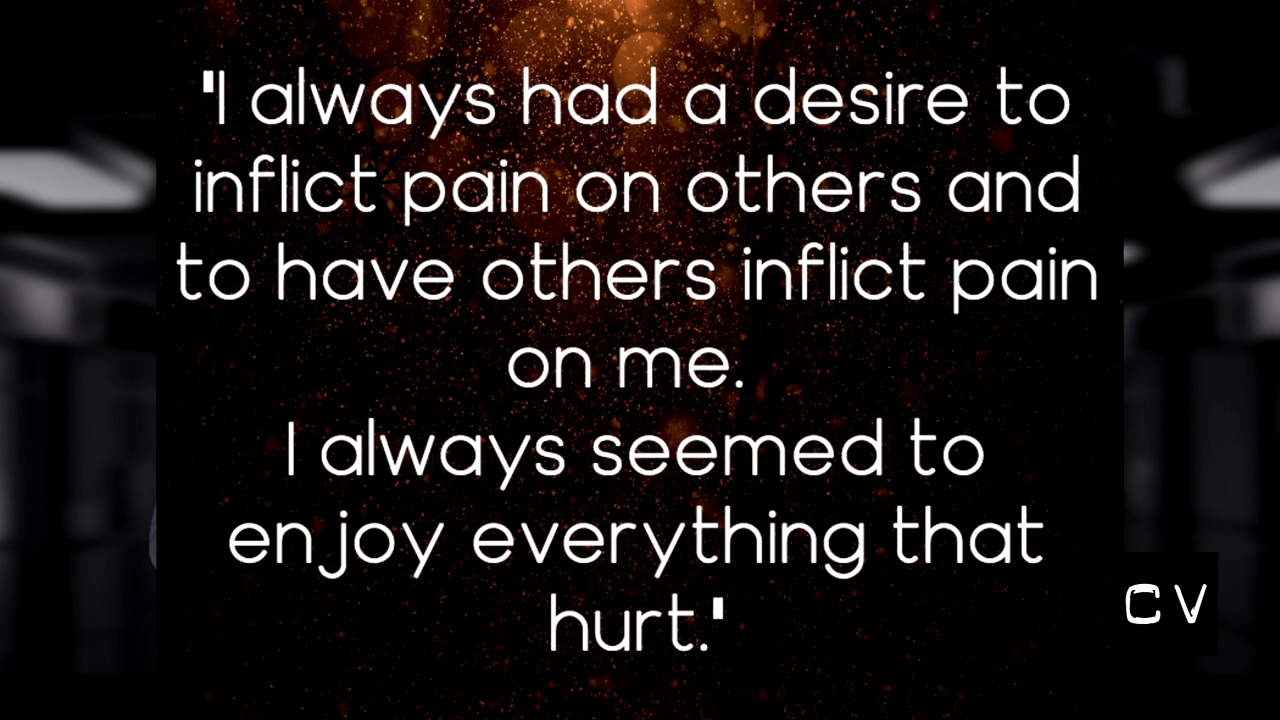 "I always had a desire to
inflict pain on others and
to have others inflict pain
on me.
I always seemed to
enjoy everything that
hurt."
CV